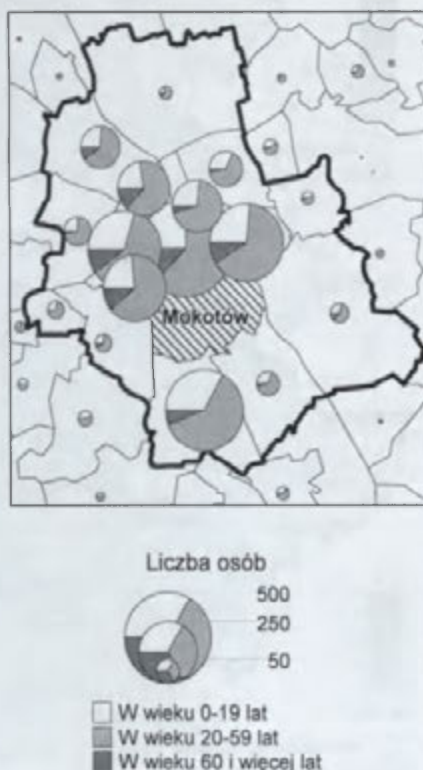 Mokotów
Liczba osób
500
250
50
W wieku 0-19 lat
W wieku 20-59 lat
W wieku 60 i więcej lat